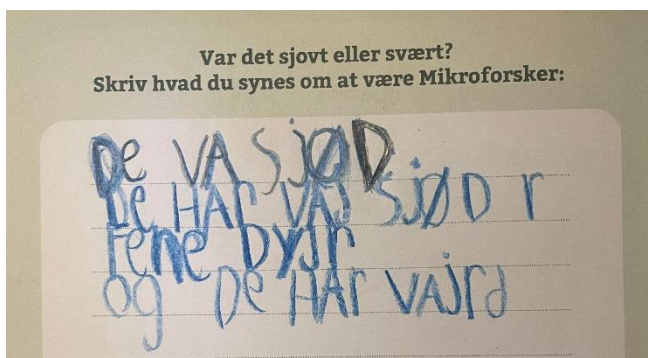 Var det sjovt eller svært?
Skriv hvad du synes om at være Mikroforsker:
De VA SjØD
De HAr VAj SjØD r
Fene DYjr
og De HAr VAjrd